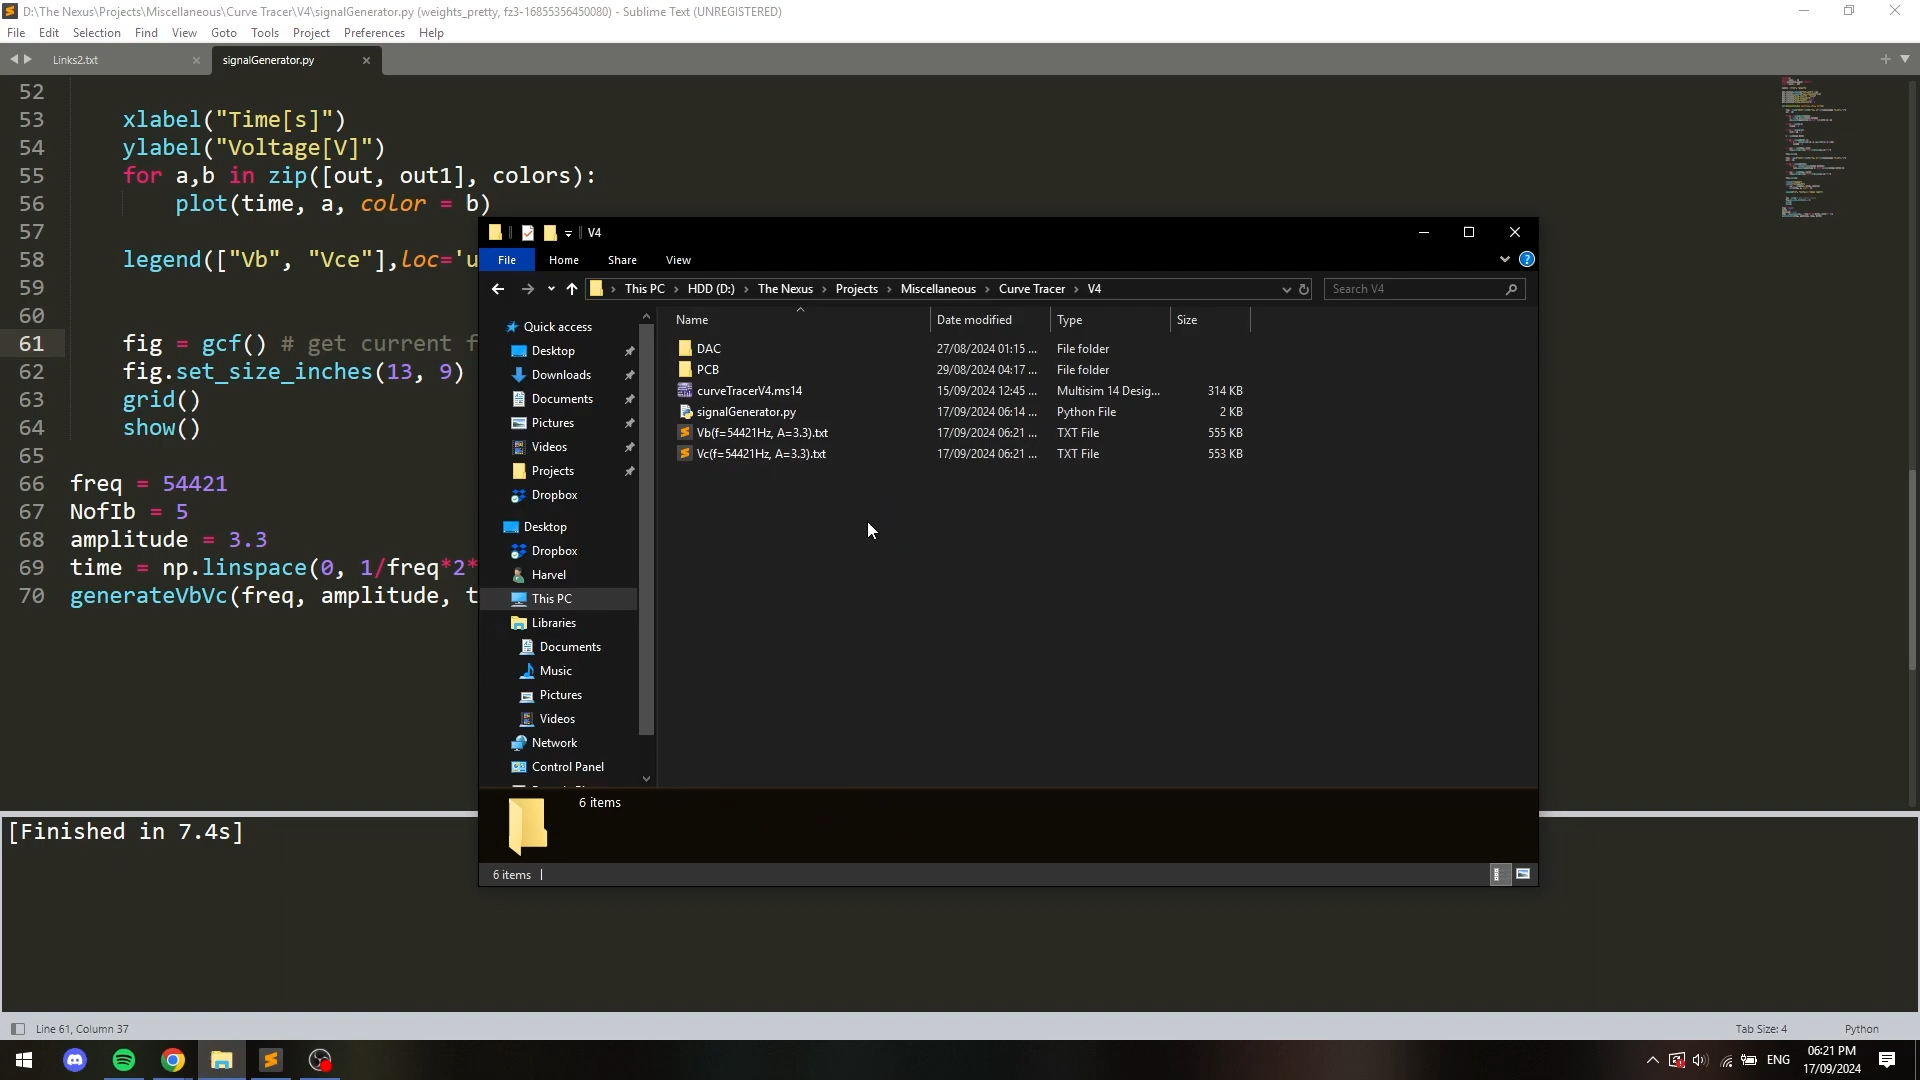 D:\The Nexus\Projects\Miscellaneous\Curve Tracer\V4\signalGenerator.py (weights_pretty, fz3-16855356450080) - Sublime Text (UNREGISTERED)
File Edit Selection Find View Goto Tools Project Preferences Help
Links2.txt signalGenerator.py
52
53 xlabel("Time[s]")
54 ylabel("Voltage[V]")
55 for a,b in zip([out, out1], colors):
56 plot(time, a, color = b)
57
58 legend(["Vb", "Vce"],loc='u
59
60
61 fig = gcf() # get current f
62 fig.set_size_inches(13, 9)
63 grid()
64 show()
65
66 freq = 54421
67 NofIb = 5
68 amplitude = 3.3
69 time = np.linspace(0, 1/freq*2*
70 generateVbVc(freq, amplitude, t
V4
File Home Share View
This PC HDD (D:) The Nexus Projects Miscellaneous Curve Tracer V4
Search V4
Quick access
Desktop
Downloads
Documents
Pictures
Videos
Projects
Dropbox
Desktop
Dropbox
Harvel
This PC
Libraries
Documents
Music
Pictures
Videos
Network
Control Panel
Name Date modified Type Size
DAC 27/08/2024 01:15 ... File folder
PCB 29/08/2024 04:17 ... File folder
curveTracerV4.ms14 15/09/2024 12:45 ... Multisim 14 Desig... 314 KB
signalGenerator.py 17/09/2024 06:14 ... Python File 2 KB
Vb(f=54421Hz, A=3.3).txt 17/09/2024 06:21 ... TXT File 555 KB
Vc(f=54421Hz, A=3.3).txt 17/09/2024 06:21 ... TXT File 553 KB
6 items
6 items
[Finished in 7.4s]
Line 61, Column 37 Tab Size: 4 Python
ENG
06:21 PM
17/09/2024